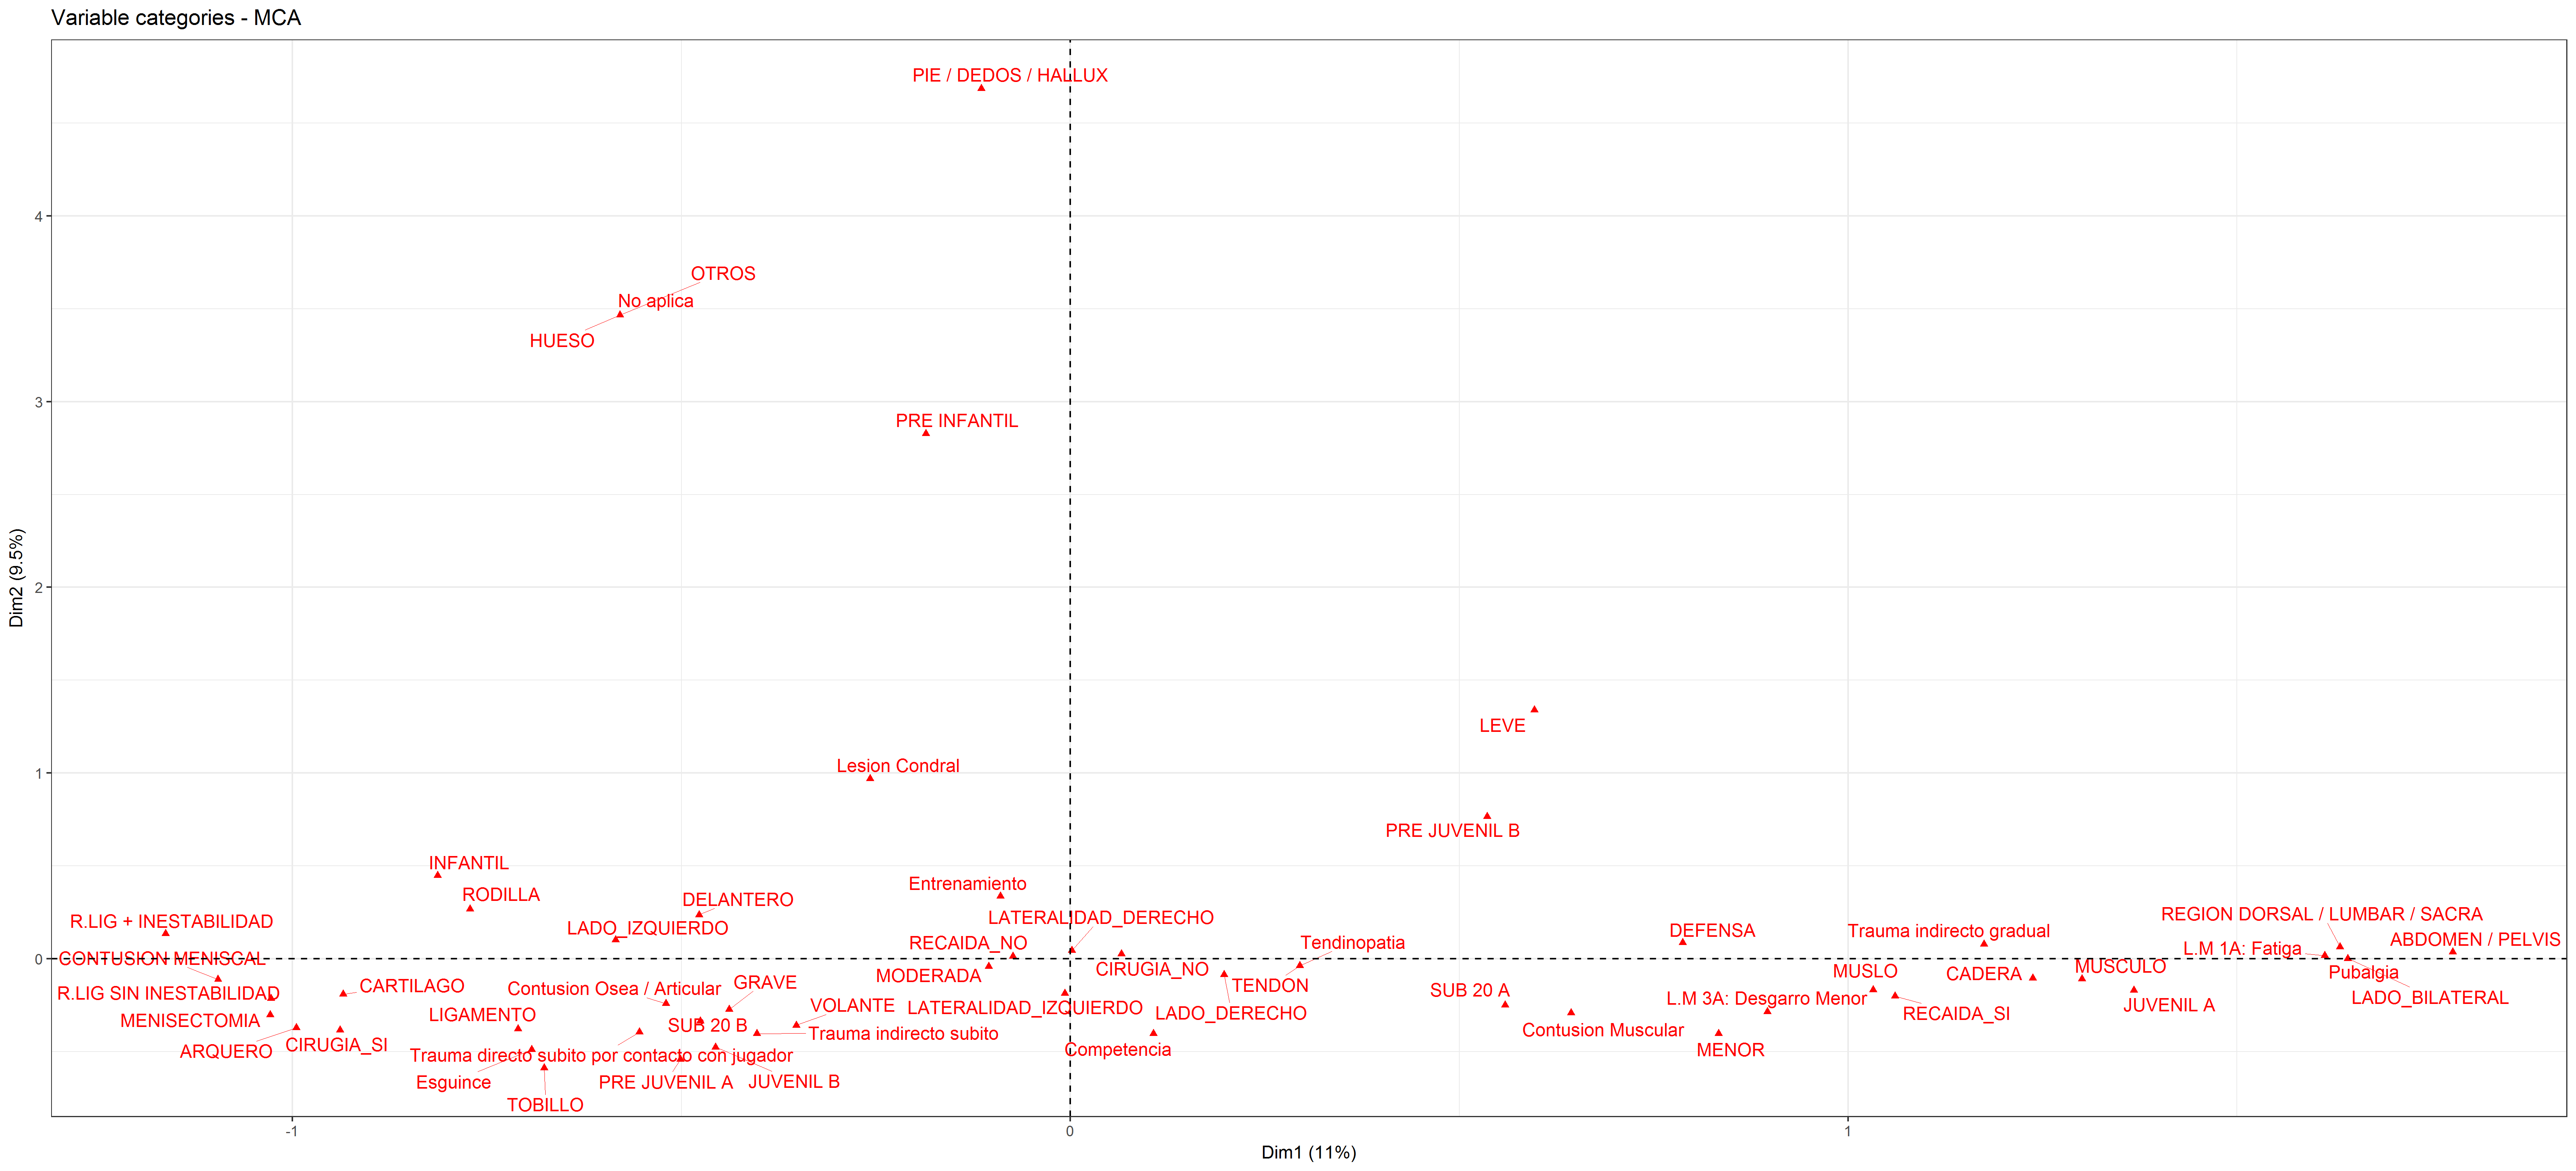 Variable categories - MCA
PIE / DEDOS / HALLUX
OTROS
No aplica
HUESO
PRE INFANTIL
LEVE
Lesion Condral
PRE JUVENIL B
INFANTIL
RODILLA
Entrenamiento
DELANTERO
LATERALIDAD_DERECHO
R.LIG + INESTABILIDAD
LADO_IZQUIERDO
RECAIDA_NO
Tendinopatia
DEFENSA
Trauma indirecto gradual
REGION DORSAL / LUMBAR / SACRA
L.M 1A: Fatiga
ABDOMEN / PELVIS
CONTUSION MENISCAL
MODERADA
CIRUGIA_NO
TENDON
MUSLO
CADERA
MUSCULO
Pubalgia
R.LIG SIN INESTABILIDAD
CARTILAGO
Contusion Osea / Articular
GRAVE
SUB 20 A
L.M 3A: Desgarro Menor
LADO_BILATERAL
MENISECTOMIA
LIGAMENTO
SUB 20 B
VOLANTE
LATERALIDAD_IZQUIERDO
LADO_DERECHO
RECAIDA_SI
JUVENIL A
ARQUERO
CIRUGIA_SI
Trauma indirecto subito
Contusion Muscular
Trauma directo subito por contacto con jugador
Competencia
MENOR
Esguince
PRE JUVENIL A
JUVENIL B
TOBILLO
4
3
2
1
0
Dim2 (9.5%)
-1
0
1
Dim1 (11%)